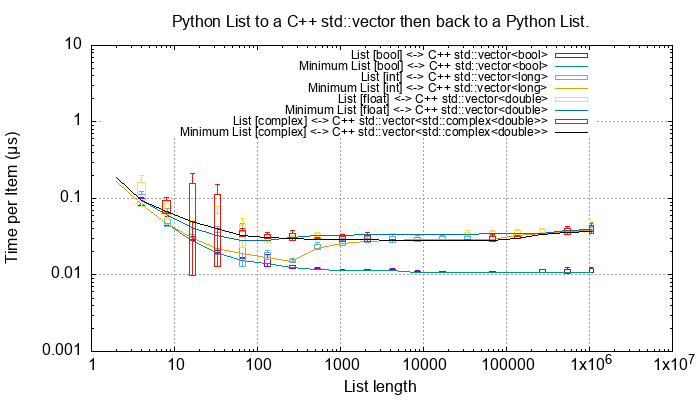 Python List to a C++ std::vector then back to a Python List.
10
List [bool] <-> C++ std::vector<bool>
Minimum List [bool] <-> C++ std::vector<bool>
List [int] <-> C++ std::vector<long>
Minimum List [int] <-> C++ std::vector<long>
List [float] <-> C++ std::vector<double>
Minimum List [float] <-> C++ std::vector<double>
List [complex] <-> C++ std::vector<std::complex<double>>
Minimum List [complex] <-> C++ std::vector<std::complex<double>>
1
Time per Item (µs)
0.1
0.01
0.001
1 10 100 1000 10000 100000 1x10⁶ 1x10⁷
List length